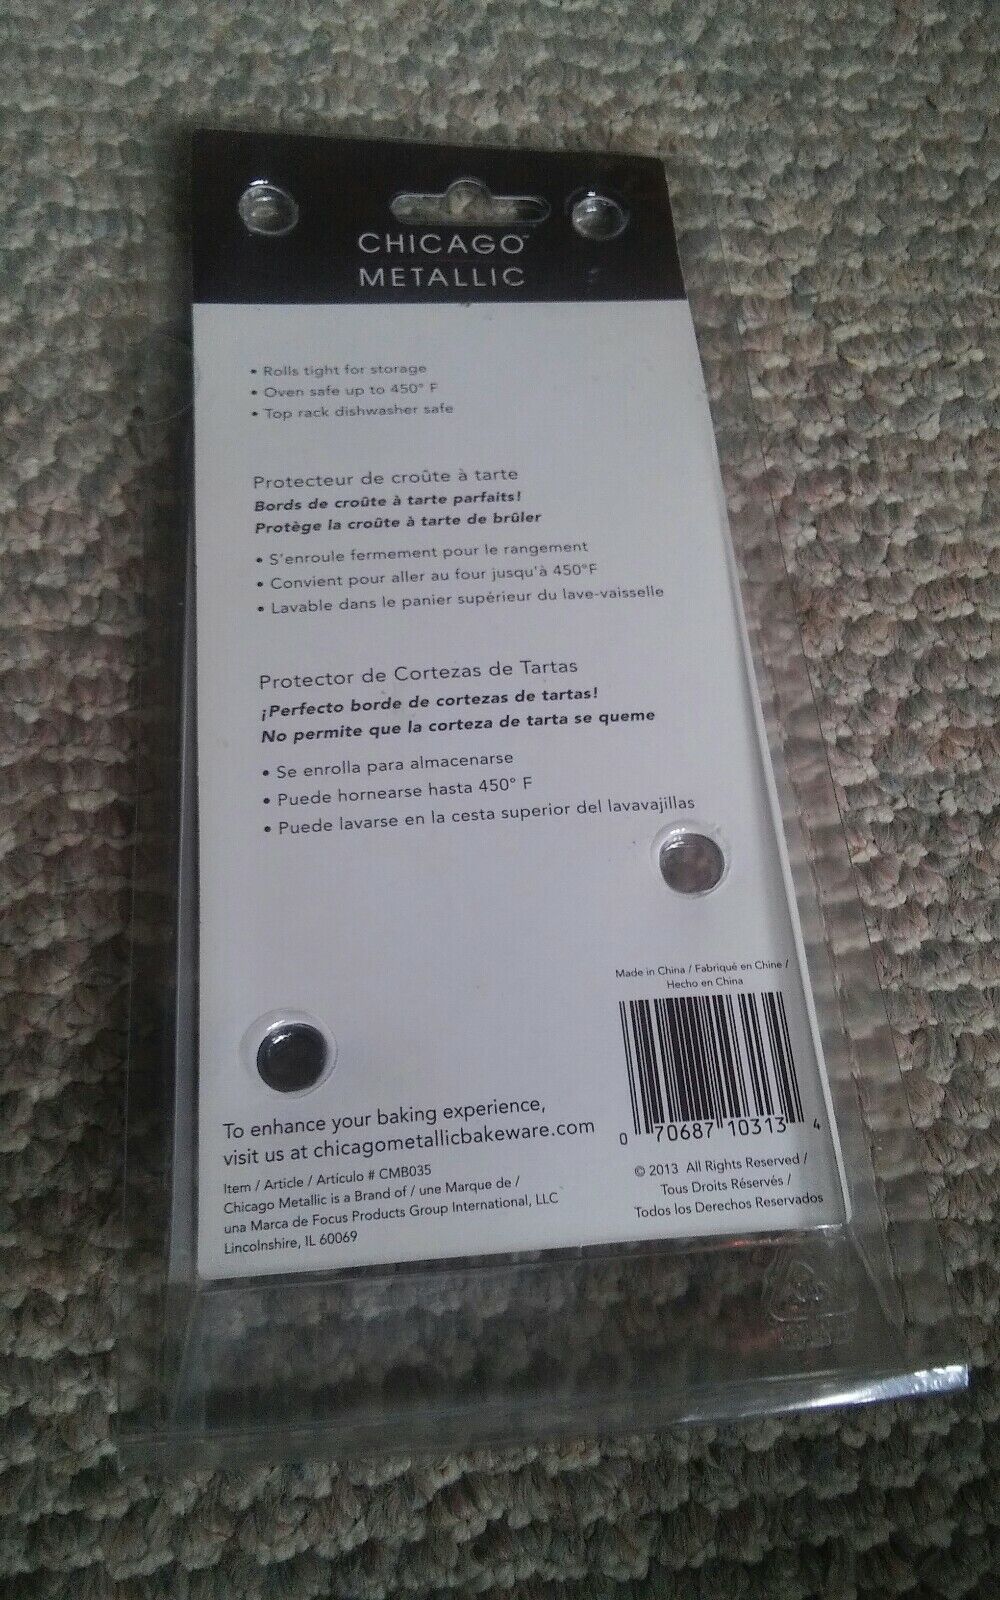 CHICAGO™
METALLIC
• Rolls tight for storage
• Oven safe up to 450° F
• Top rack dishwasher safe
Protecteur de croûte à tarte
Bords de croûte à tarte parfaits!
Protège la croûte à tarte de brûler
• S'enroule fermement pour le rangement
• Convient pour aller au four jusqu'à 450°F
• Lavable dans le panier supérieur du lave-vaisselle
Protector de Cortezas de Tartas
¡Perfecto borde de cortezas de tartas!
No permite que la corteza de tarta se queme
• Se enrolla para almacenarse
• Puede hornearse hasta 450° F
• Puede lavarse en la cesta superior del lavavajillas
Made in China / Fabriqué en Chine /
Hecho en China
0 70687 10313 4
To enhance your baking experience,
visit us at chicagometallicbakeware.com
Item / Article / Artículo # CMB035
Chicago Metallic is a Brand of / une Marque de /
una Marca de Focus Products Group International, LLC
Lincolnshire, IL 60069
© 2013 All Rights Reserved /
Tous Droits Réservés /
Todos los Derechos Reservados